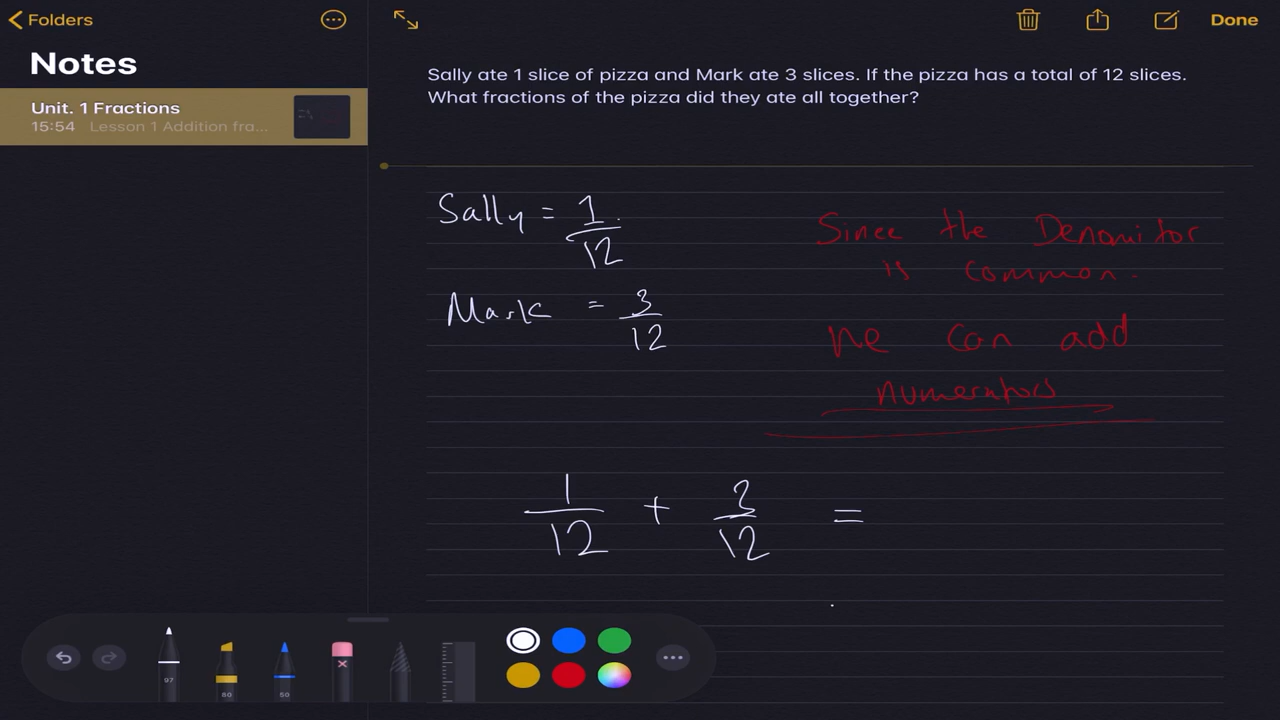 Folders
Done
Notes
Unit. 1 Fractions
15:54 Lesson 1 Addition fra...
Sally ate 1 slice of pizza and Mark ate 3 slices. If the pizza has a total of 12 slices.
What fractions of the pizza did they ate all together?
Sally = 1/12
Mark = 3/12
Since the Denomitor
is common.
We can add
numerators
1/12 + 3/12 =
97
80
50